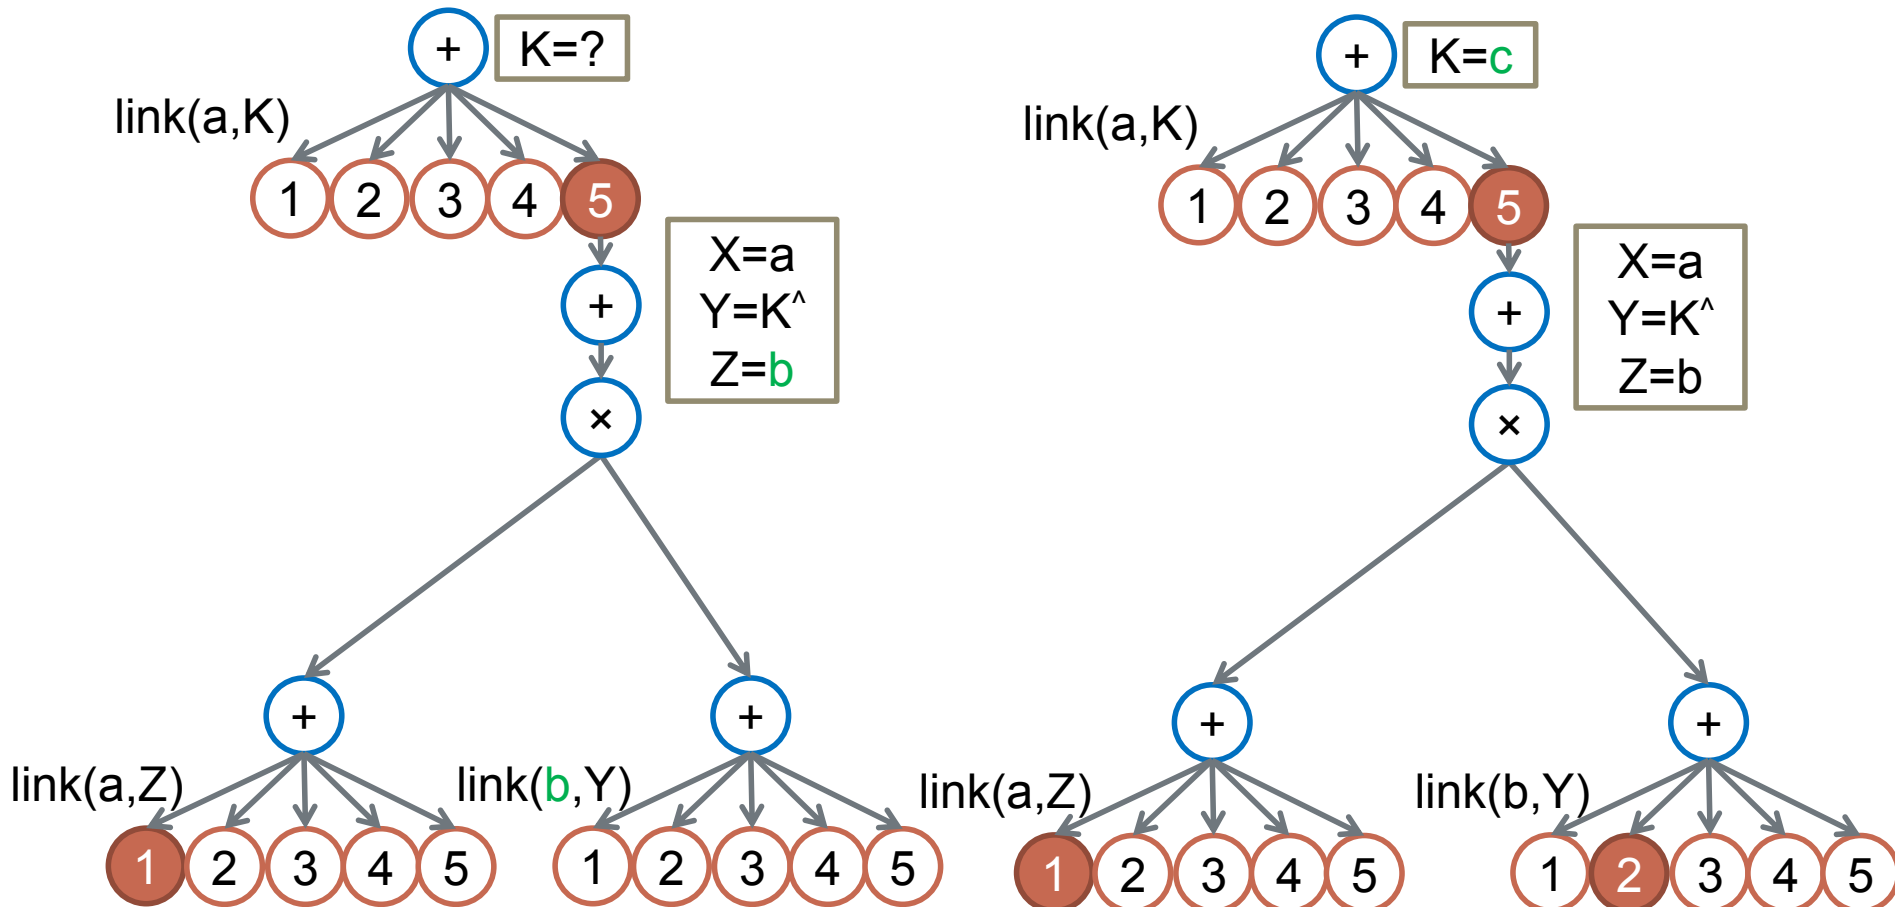 + K=?
link(a,K)
1 2 3 4 5
X=a
Y=K^
Z=b
+
×
+ +
link(a,Z) link(b,Y)
1 2 3 4 5 1 2 3 4 5
+ K=c
link(a,K)
1 2 3 4 5
X=a
Y=K^
Z=b
+
×
+ +
link(a,Z) link(b,Y)
1 2 3 4 5 1 2 3 4 5